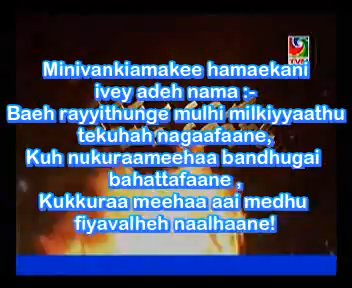 TVM
Minivankiamakee hamaekani
ivey adeh nama :-
Baeh rayyithunge mulhi milkiyyaathu
tekuhah nagaafaane,
Kuh nukuraameehaa bandhugai
bahattafaane ,
Kukkuraa meehaa aai medhu
fiyavalheh naalhaane!